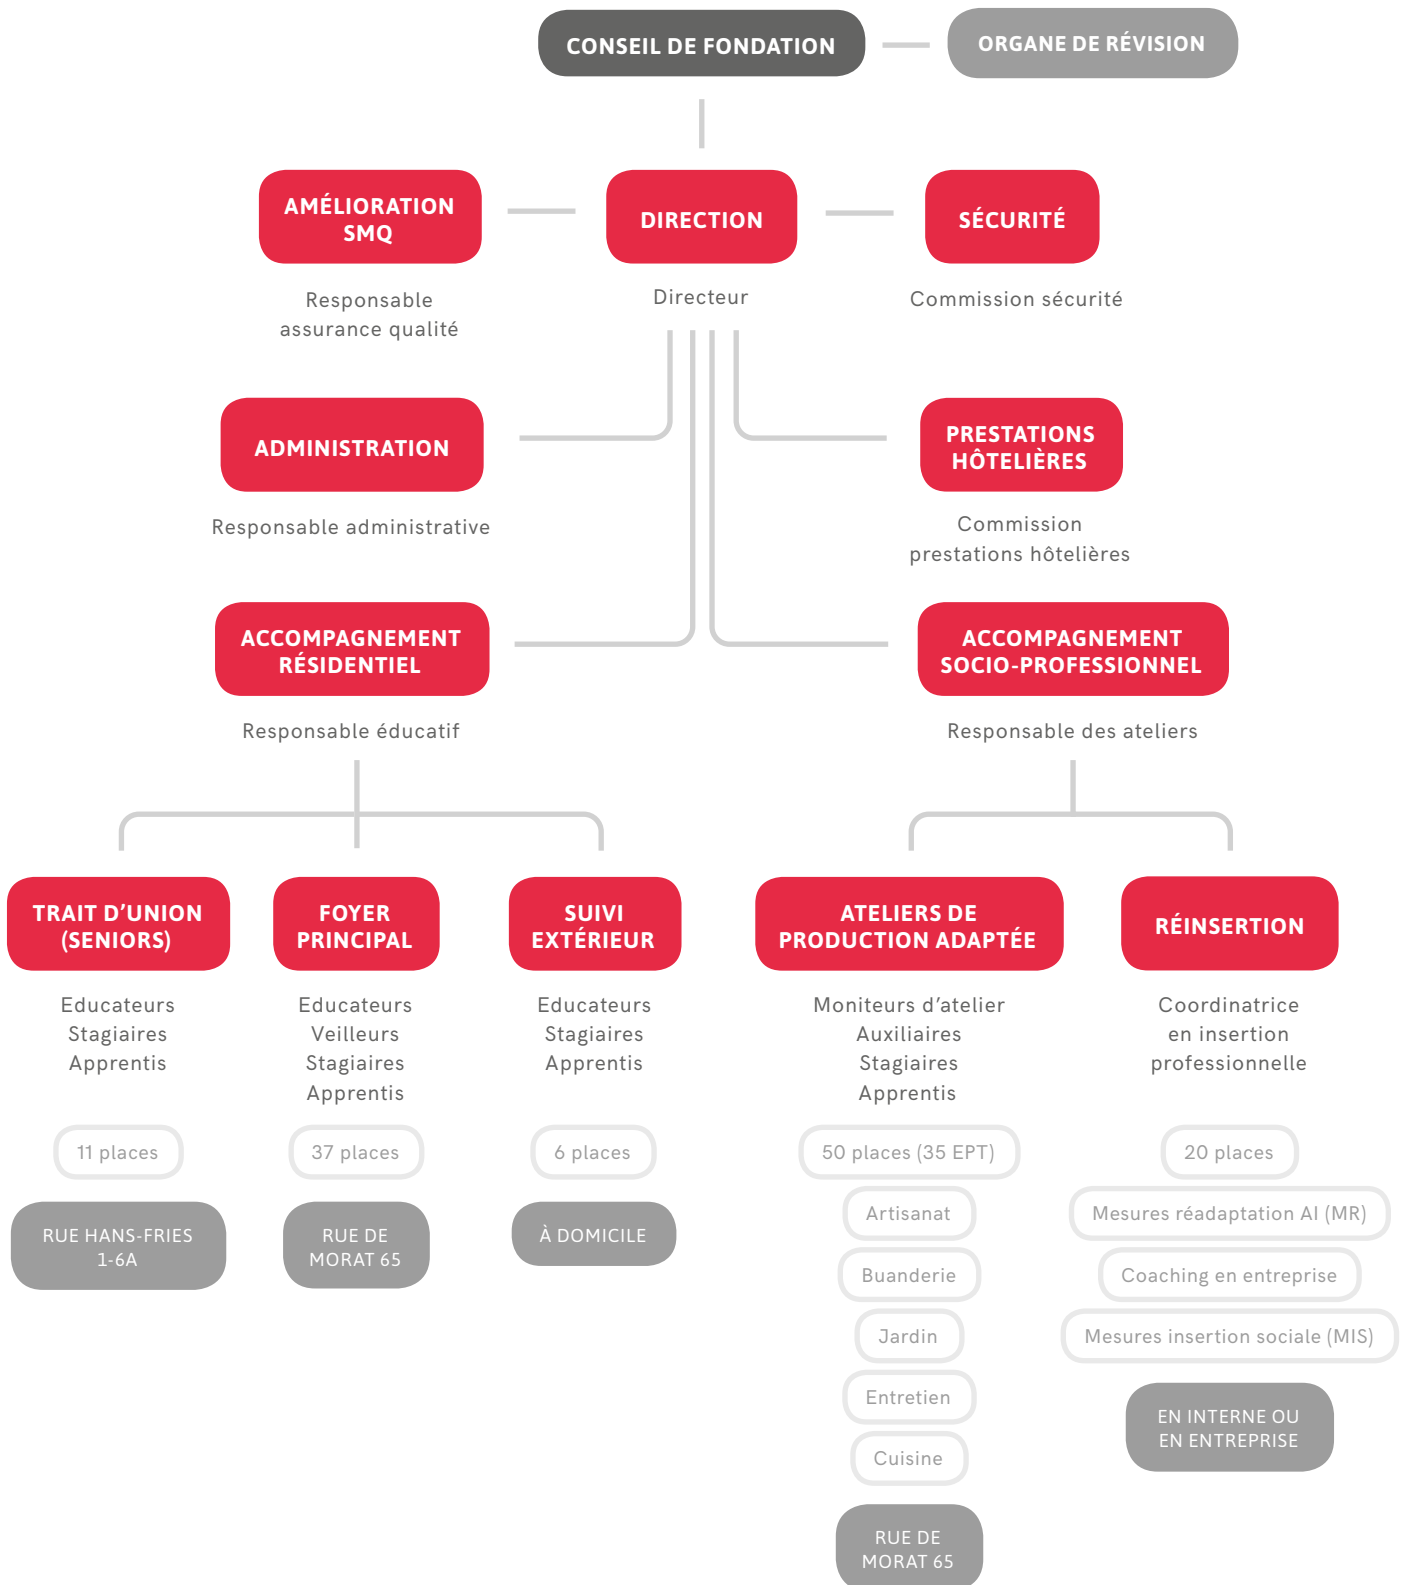 CONSEIL DE FONDATION
ORGANE DE RÉVISION
AMÉLIORATION
SMQ
Responsable
assurance qualité
DIRECTION
Directeur
SÉCURITÉ
Commission sécurité
ADMINISTRATION
Responsable administrative
PRESTATIONS
HÔTELIÈRES
Commission
prestations hôtelières
ACCOMPAGNEMENT
RÉSIDENTIEL
Responsable éducatif
ACCOMPAGNEMENT
SOCIO-PROFESSIONNEL
Responsable des ateliers
TRAIT D’UNION
(SENIORS)
Educateurs
Stagiaires
Apprentis
11 places
RUE HANS-FRIES
1-6A
FOYER
PRINCIPAL
Educateurs
Veilleurs
Stagiaires
Apprentis
37 places
RUE DE
MORAT 65
SUIVI
EXTÉRIEUR
Educateurs
Stagiaires
Apprentis
6 places
À DOMICILE
ATELIERS DE
PRODUCTION ADAPTÉE
Moniteurs d’atelier
Auxiliaires
Stagiaires
Apprentis
50 places (35 EPT)
Artisanat
Buanderie
Jardin
Entretien
Cuisine
RUE DE
MORAT 65
RÉINSERTION
Coordinatrice
en insertion
professionnelle
20 places
Mesures réadaptation AI (MR)
Coaching en entreprise
Mesures insertion sociale (MIS)
EN INTERNE OU
EN ENTREPRISE